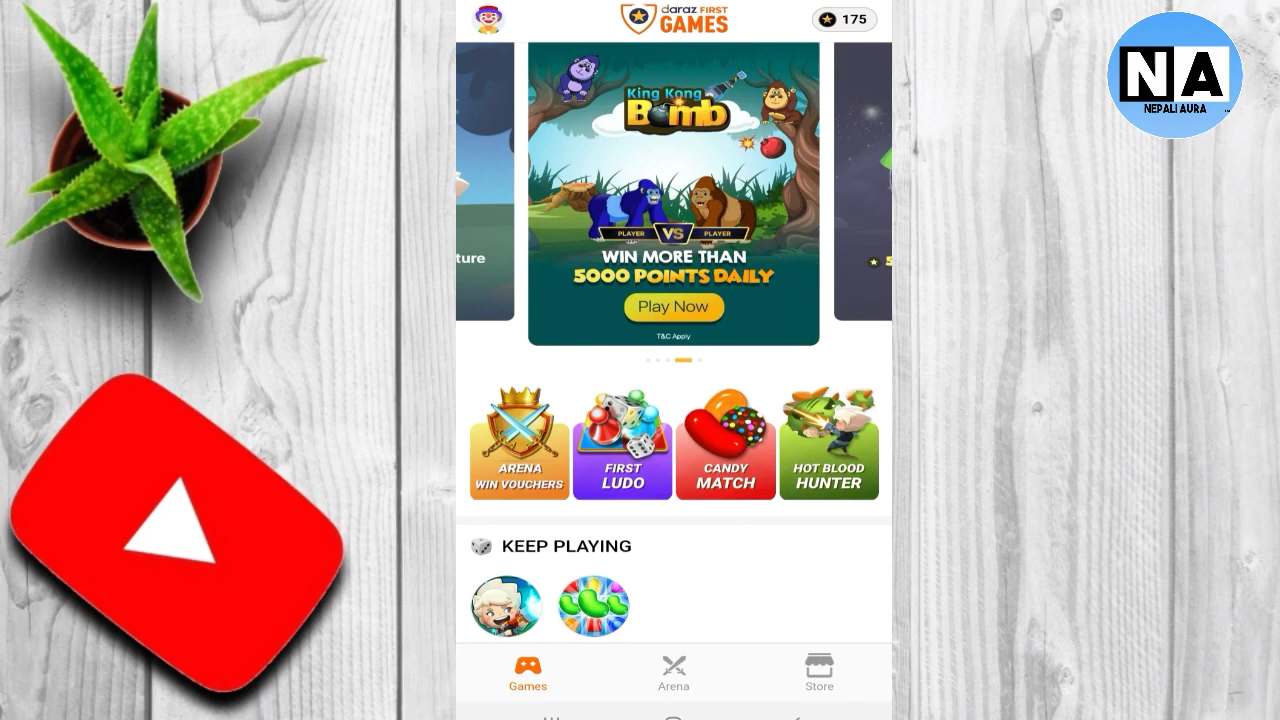 daraz FIRST
GAMES
175
NA
NEPALI AURA
King Kong
Bomb
ture
PLAYER VS PLAYER
WIN MORE THAN
5000 POINTS DAILY
Play Now
T&C Apply
5
ARENA
WIN VOUCHERS
FIRST
LUDO
CANDY
MATCH
HOT BLOOD
HUNTER
KEEP PLAYING
Games
Arena
Store